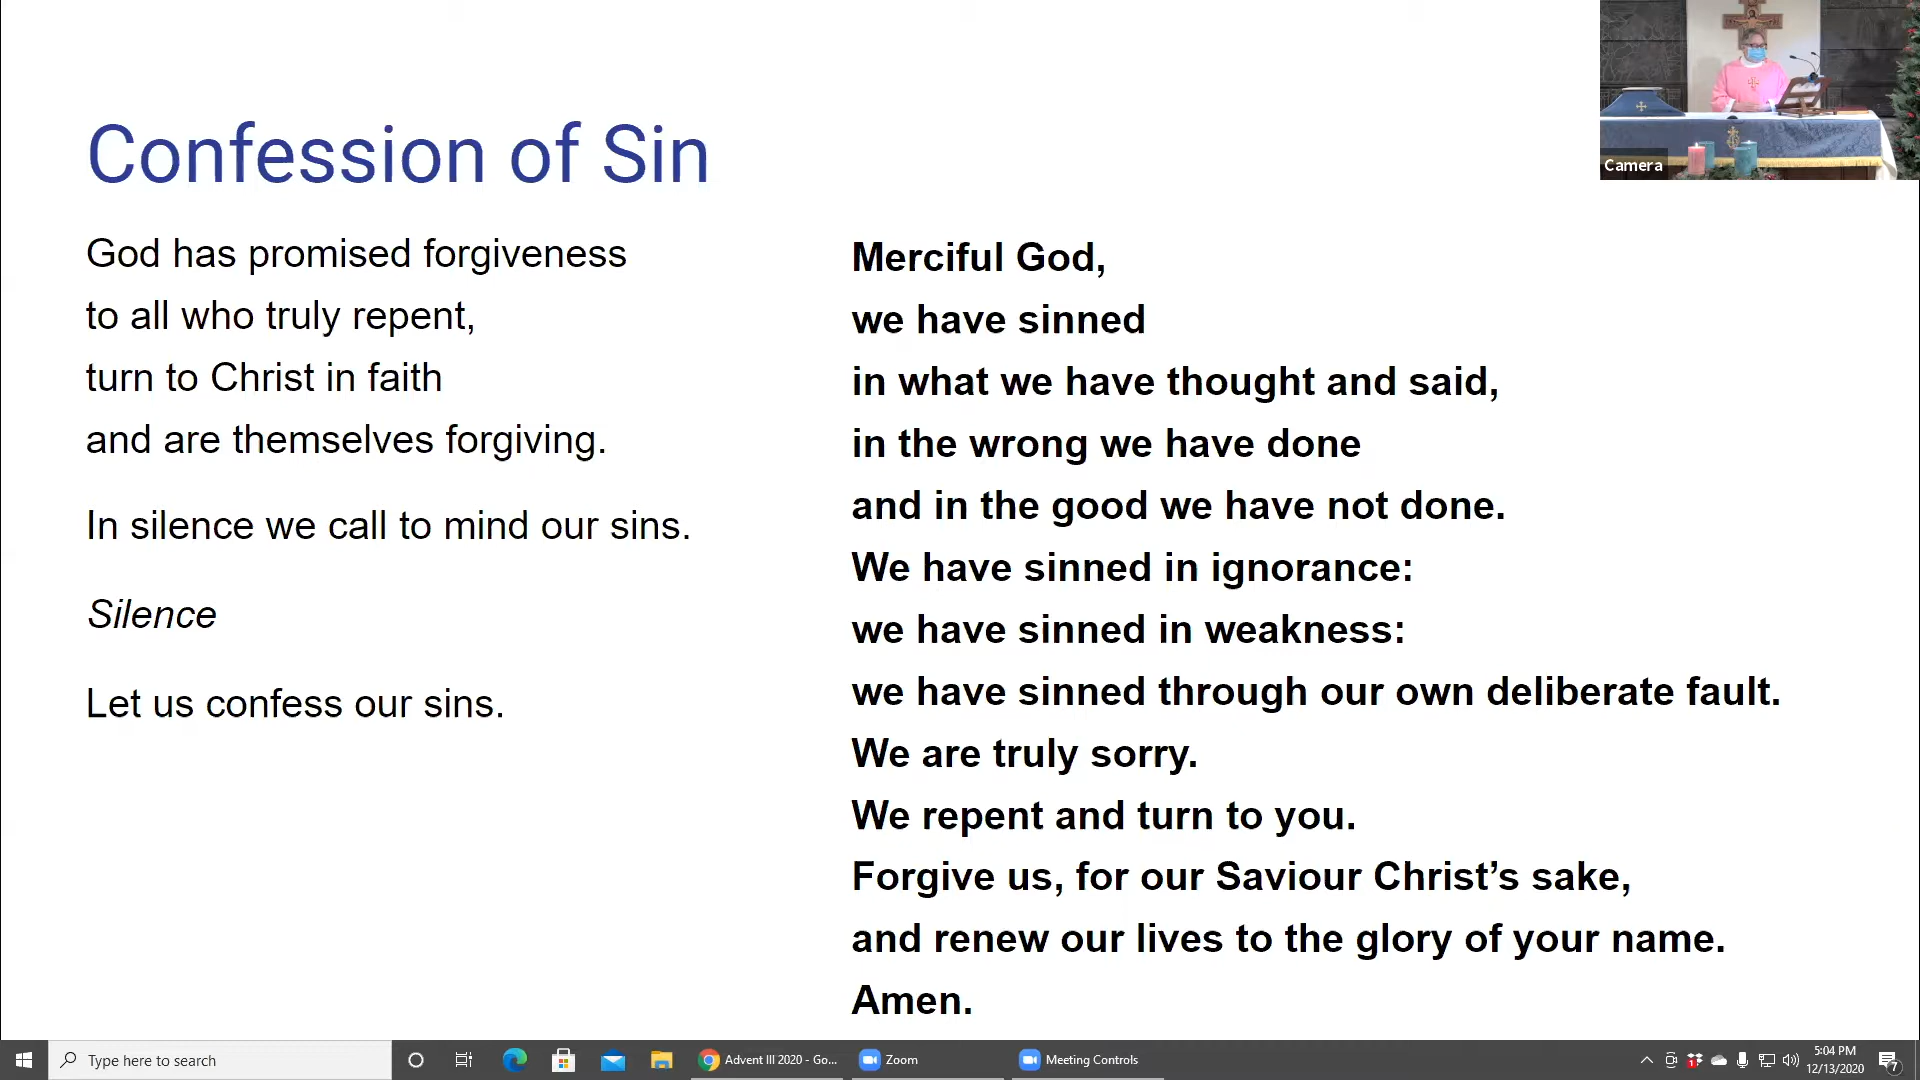 Confession of Sin
God has promised forgiveness
to all who truly repent,
turn to Christ in faith
and are themselves forgiving.
In silence we call to mind our sins.
Silence
Let us confess our sins.
Merciful God,
we have sinned
in what we have thought and said,
in the wrong we have done
and in the good we have not done.
We have sinned in ignorance:
we have sinned in weakness:
we have sinned through our own deliberate fault.
We are truly sorry.
We repent and turn to you.
Forgive us, for our Saviour Christ’s sake,
and renew our lives to the glory of your name.
Amen.
Camera
Type here to search
Advent III 2020 - Go...
Zoom
Meeting Controls
1
5:04 PM
12/13/2020
7